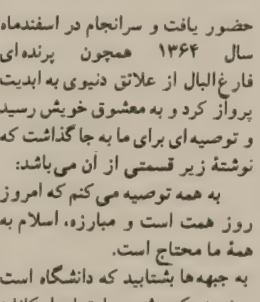 حضور یافت و سرانجام در اسفندماه
سال ۱۳۶۴ همچون پرنده‌ای
فارغ‌البال از علائق دنیوی به ابدیت
پرواز کرد و به معشوق خویش رسید
و توصیه‌ای برای ما به جا گذاشت که
نوشتهٔ زیر قسمتی از آن می‌باشد:
به همه توصیه می‌کنم که امروز
روز همت است و مبارزه، اسلام به
همهٔ ما محتاج است.
به جبهه‌ها بشتابید که دانشگاه است